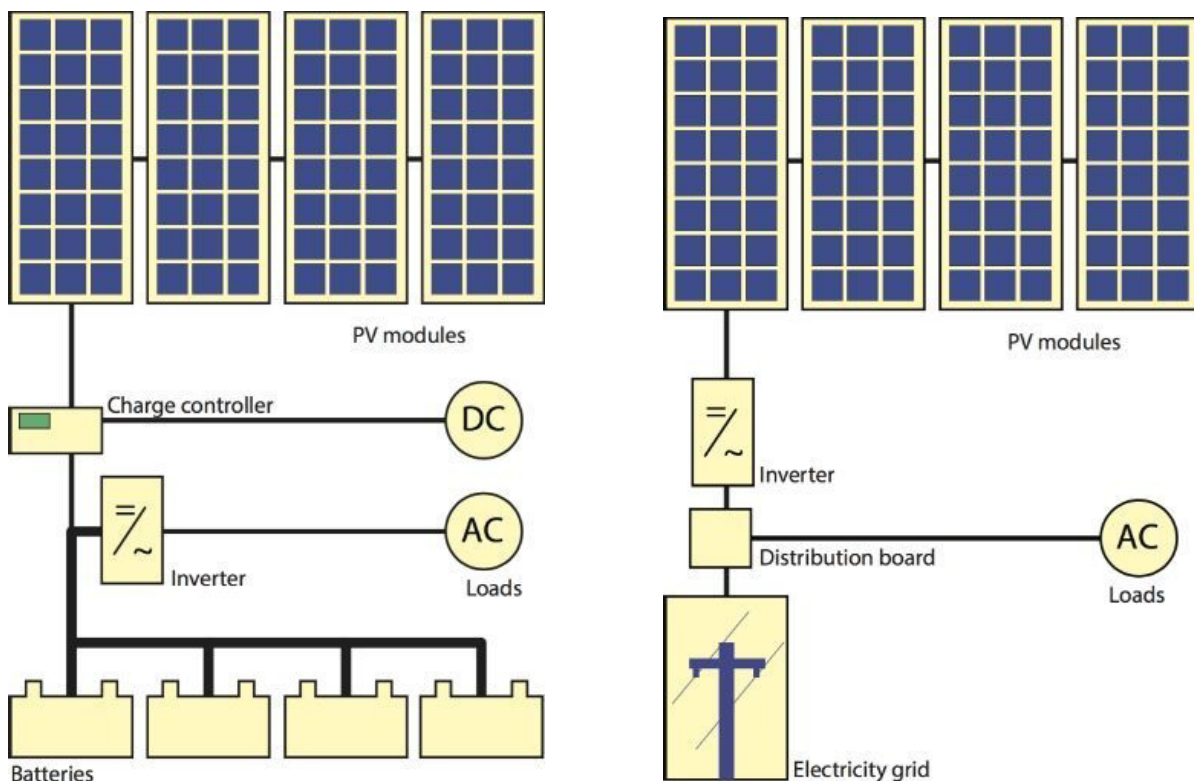 PV modules
Charge controller
DC
=
~
Inverter
AC
Loads
Batteries
PV modules
=
~
Inverter
Distribution board
AC
Loads
Electricity grid